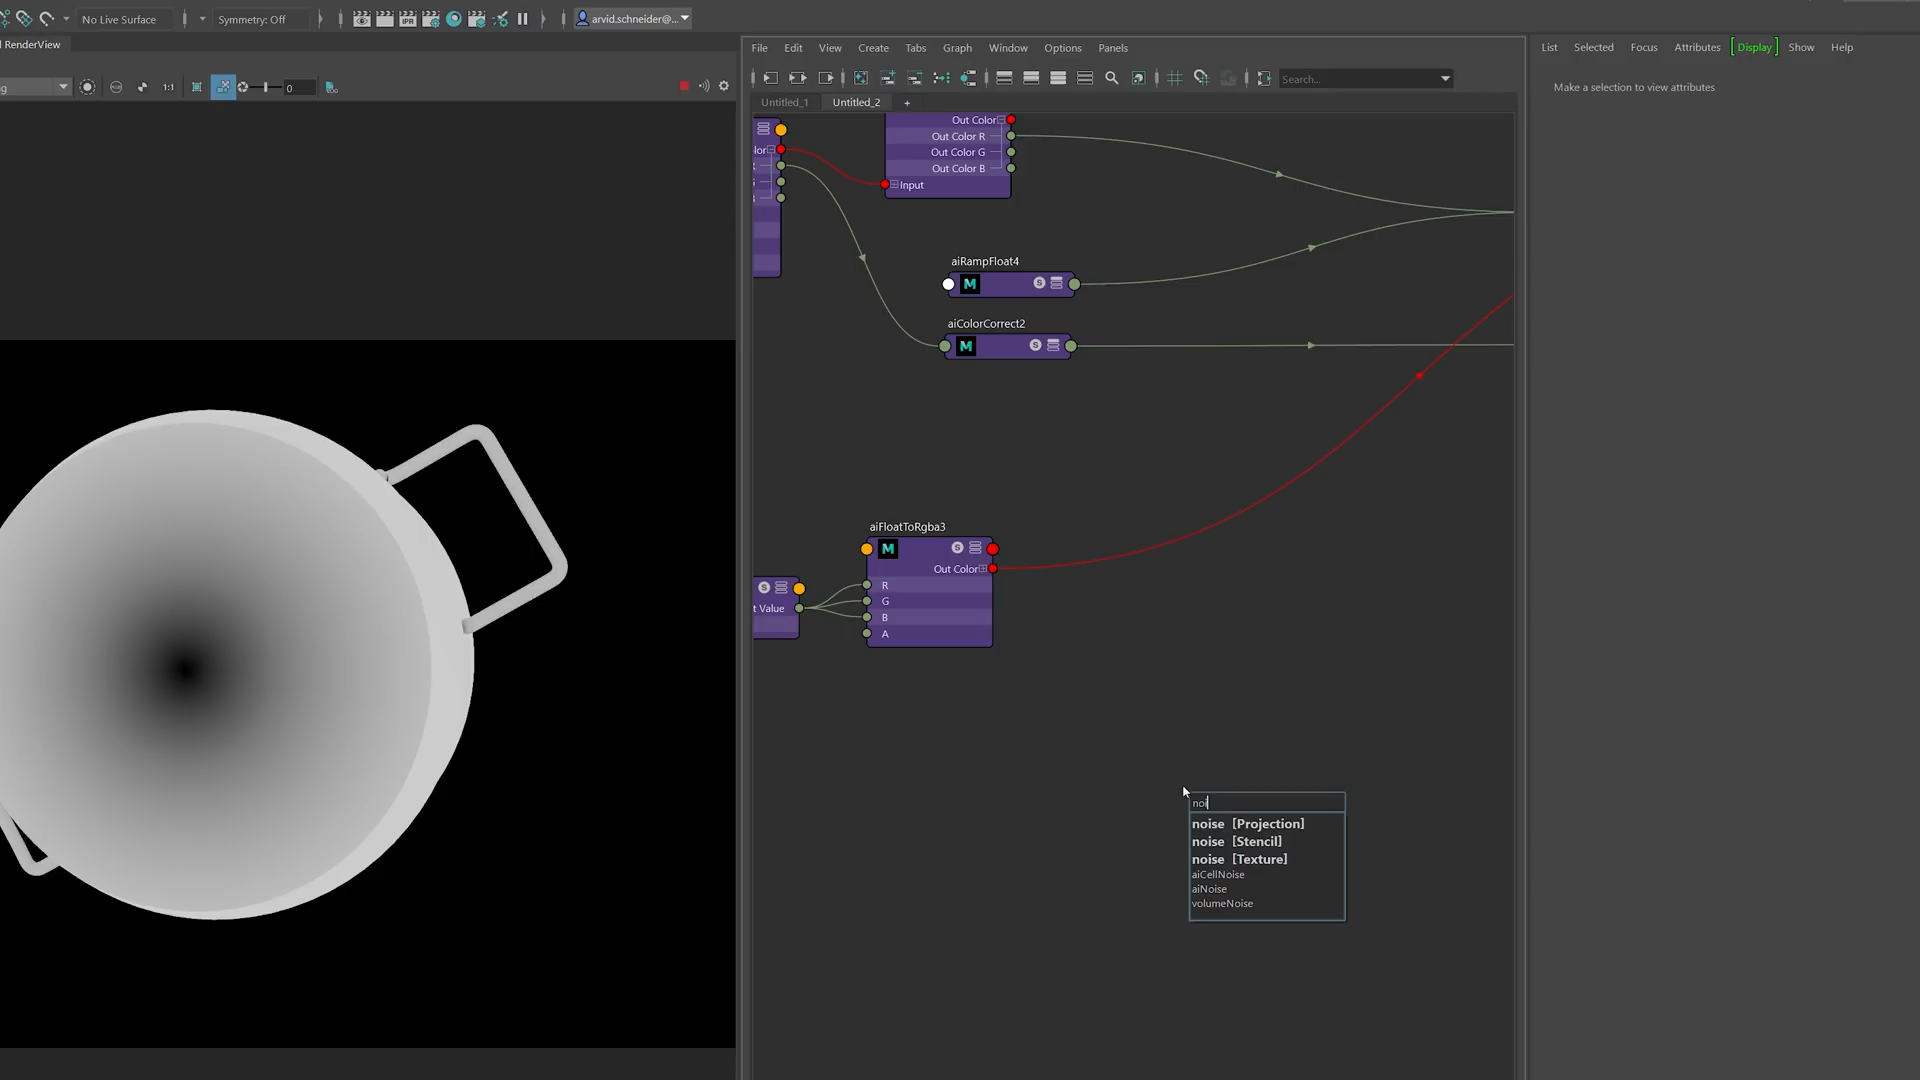 No Live Surface
Symmetry: Off
arvid.schneider@...
RenderView
1:1
0
File Edit View Create Tabs Graph Window Options Panels
Search...
Untitled_1 Untitled_2 +
List Selected Focus Attributes Display Show Help
Make a selection to view attributes
Out Color
Out Color R
Out Color G
Out Color B
Input
aiRampFloat4
M S
aiColorCorrect2
M S
aiFloatToRgba3
M S
Out Color
R
G
B
A
S
t Value
noi
noise [Projection]
noise [Stencil]
noise [Texture]
aiCellNoise
aiNoise
volumeNoise